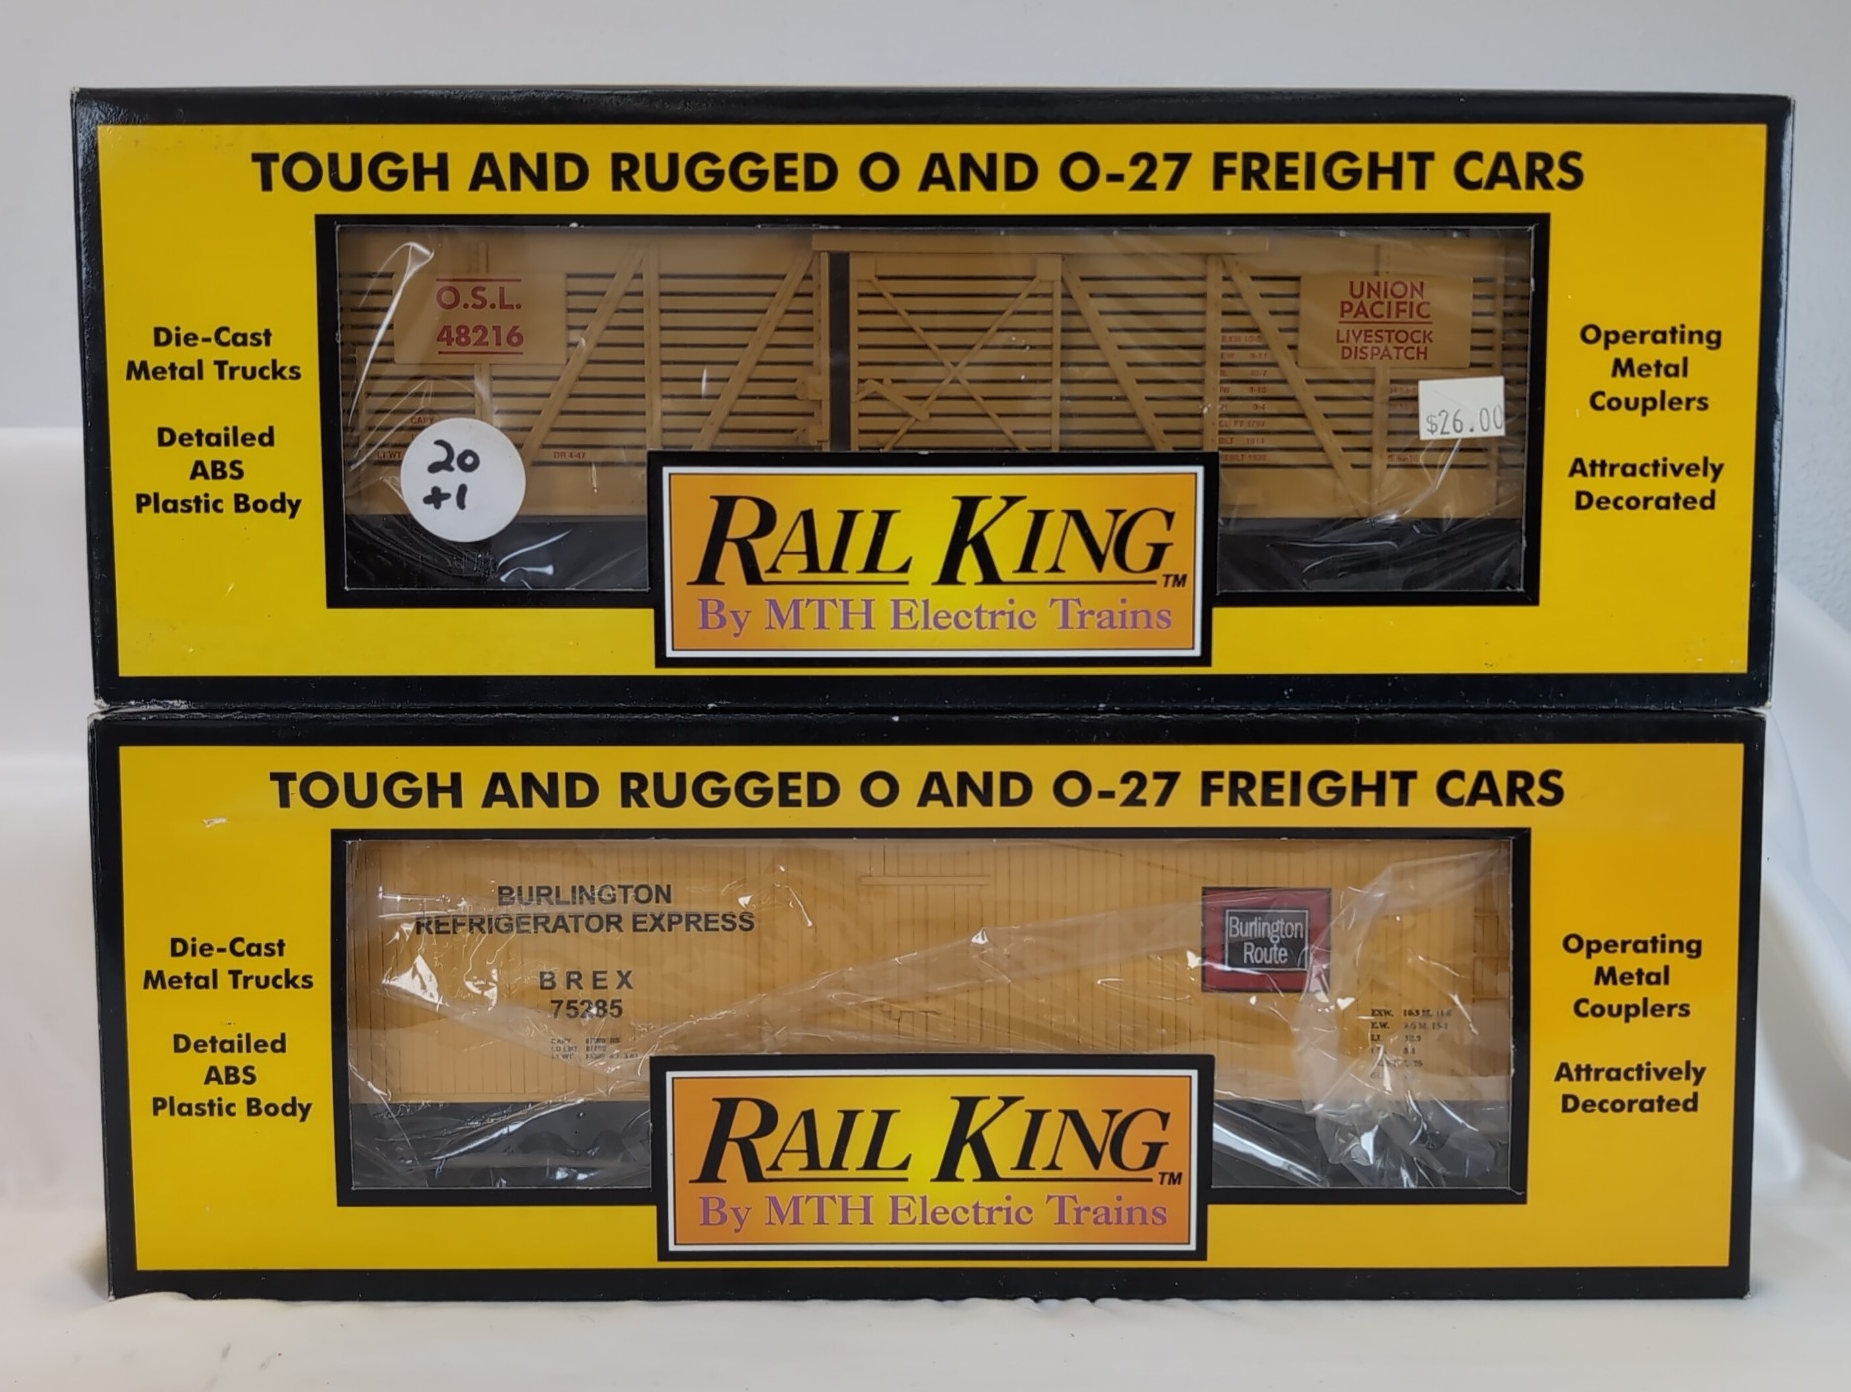 TOUGH AND RUGGED O AND O-27 FREIGHT CARS
Die-Cast
Metal Trucks
Detailed
ABS
Plastic Body
O.S.L.
48216
UNION
PACIFIC
LIVESTOCK
DISPATCH
$26.00
20
+1
Operating
Metal
Couplers
Attractively
Decorated
RAIL KING™
By MTH Electric Trains
TOUGH AND RUGGED O AND O-27 FREIGHT CARS
Die-Cast
Metal Trucks
Detailed
ABS
Plastic Body
BURLINGTON
REFRIGERATOR EXPRESS
BREX
75285
Burlington
Route
Operating
Metal
Couplers
Attractively
Decorated
RAIL KING™
By MTH Electric Trains